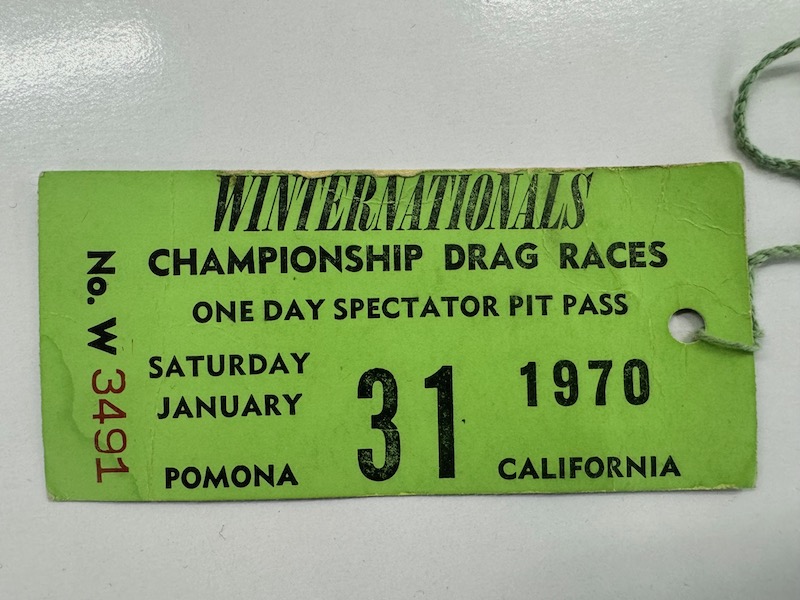 WINTERNATIONALS
CHAMPIONSHIP DRAG RACES
ONE DAY SPECTATOR PIT PASS
SATURDAY
JANUARY
31
1970
POMONA
CALIFORNIA
No. W 3491